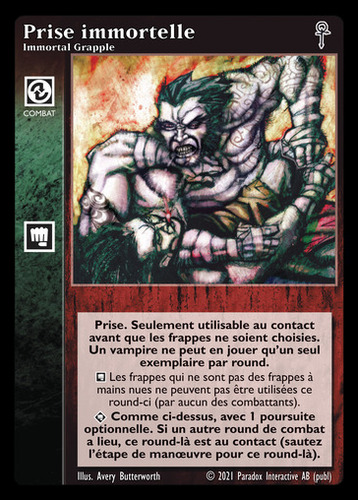 Prise immortelle
Immortal Grapple
COMBAT
Prise. Seulement utilisable au contact
avant que les frappes ne soient choisies.
Un vampire ne peut en jouer qu'un seul
exemplaire par round.
Les frappes qui ne sont pas des frappes à
mains nues ne peuvent pas être utilisées ce
round-ci (par aucun des combattants).
Comme ci-dessus, avec 1 poursuite
optionnelle. Si un autre round de combat
a lieu, ce round-là est au contact (sautez
l'étape de manœuvre pour ce round-là).
Illus. Avery Butterworth
© 2021 Paradox Interactive AB (publ)